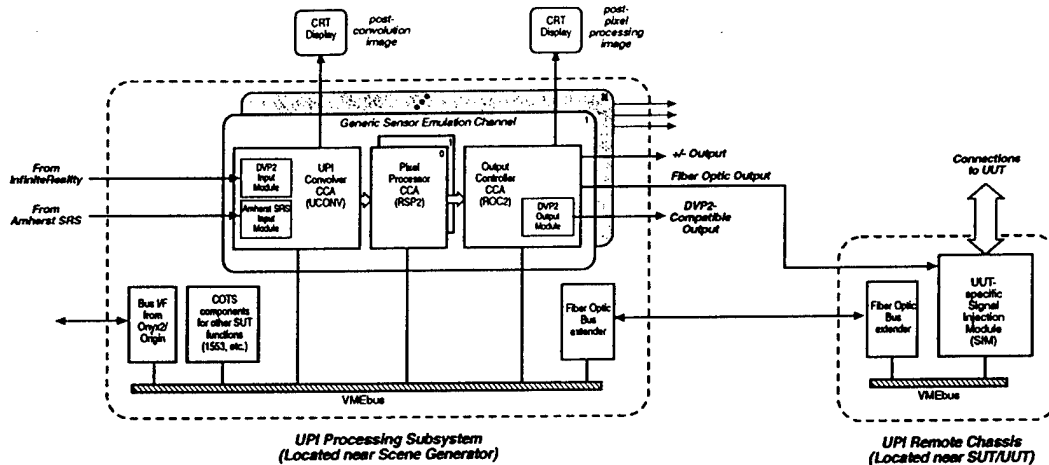 CRT
Display
post-
convolution
image
CRT
Display
post-
pixel
processing
image
N
Generic Sensor Emulation Channel
1
From
InfiniteReality
From
Amherst SRS
DVP2
Input
Module
Amherst SRS
Input
Module
UPI
Convolver
CCA
(UCONV)
1
0
Pixel
Processor
CCA
(RSP2)
Output
Controller
CCA
(ROC2)
DVP2
Output
Module
+/- Output
Fiber Optic Output
DVP2-
Compatible
Output
Connections
to UUT
Bus I/F
from
Onyx2/
Origin
COTS
components
for other SUT
functions
(1553, etc.)
Fiber Optic
Bus
extender
VMEbus
Fiber Optic
Bus
extender
UUT-
specific
Signal
Injection
Module
(SIM)
VMEbus
UPI Processing Subsystem
(Located near Scene Generator)
UPI Remote Chassis
(Located near SUT/UUT)